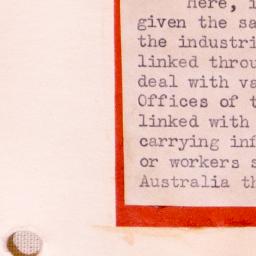 Here, i
given the sa
the industri
linked throu
deal with va
Offices of t
linked with
carrying inf
or workers s
Australia th